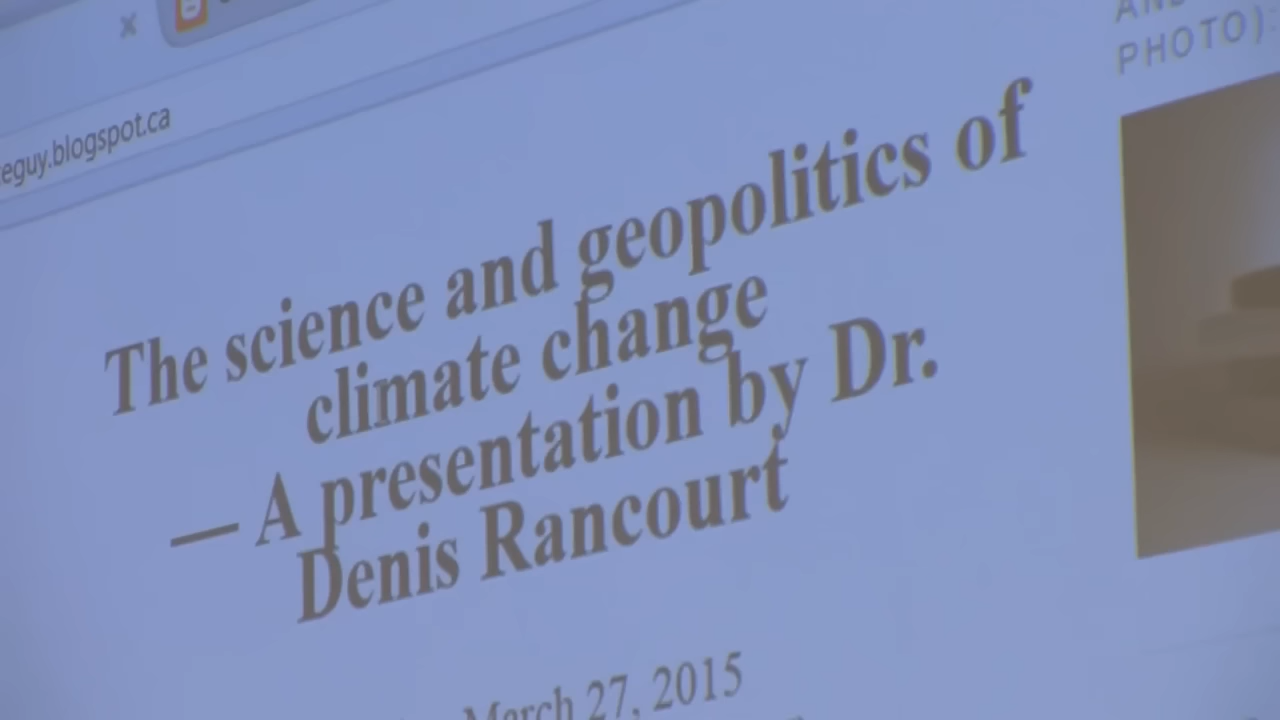 eguy.blogspot.ca
PHOTO):
The science and geopolitics of
climate change
— A presentation by Dr.
Denis Rancourt
March 27, 2015